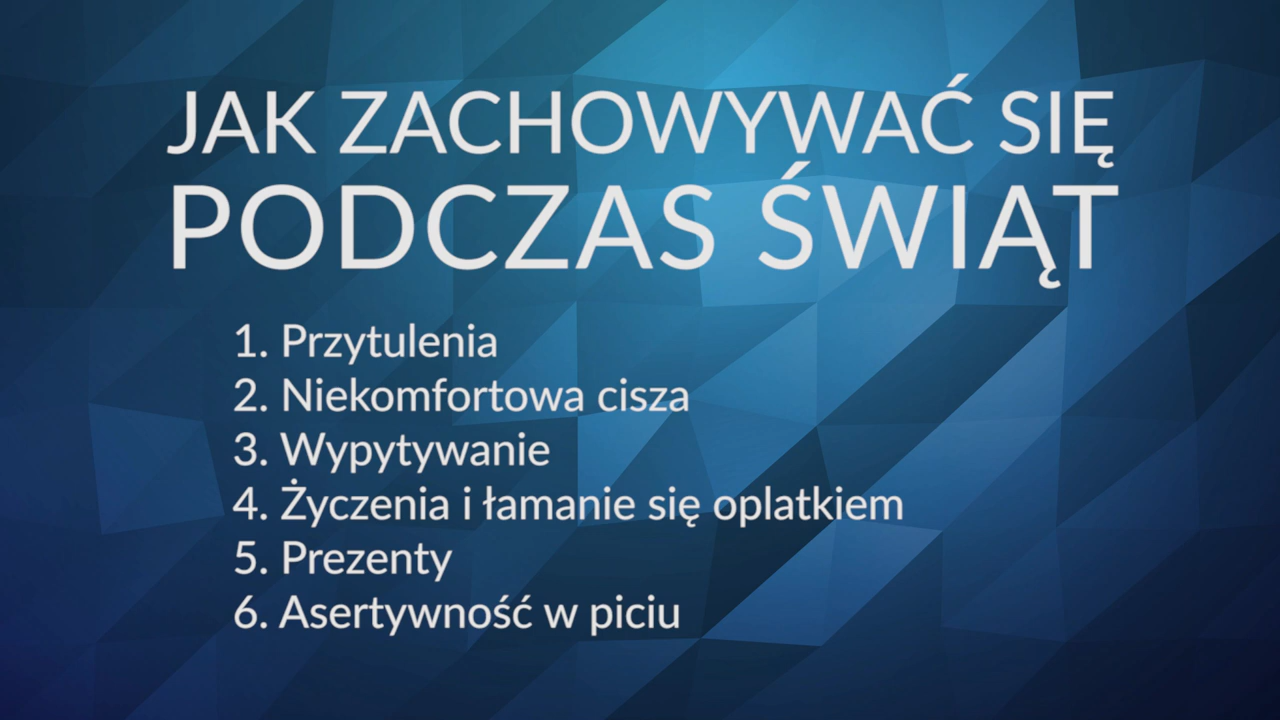 JAK ZACHOWYWAĆ SIĘ
PODCZAS ŚWIĄT
1. Przytulenia
2. Niekomfortowa cisza
3. Wypytywanie
4. Życzenia i łamanie się oplatkiem
5. Prezenty
6. Asertywność w piciu